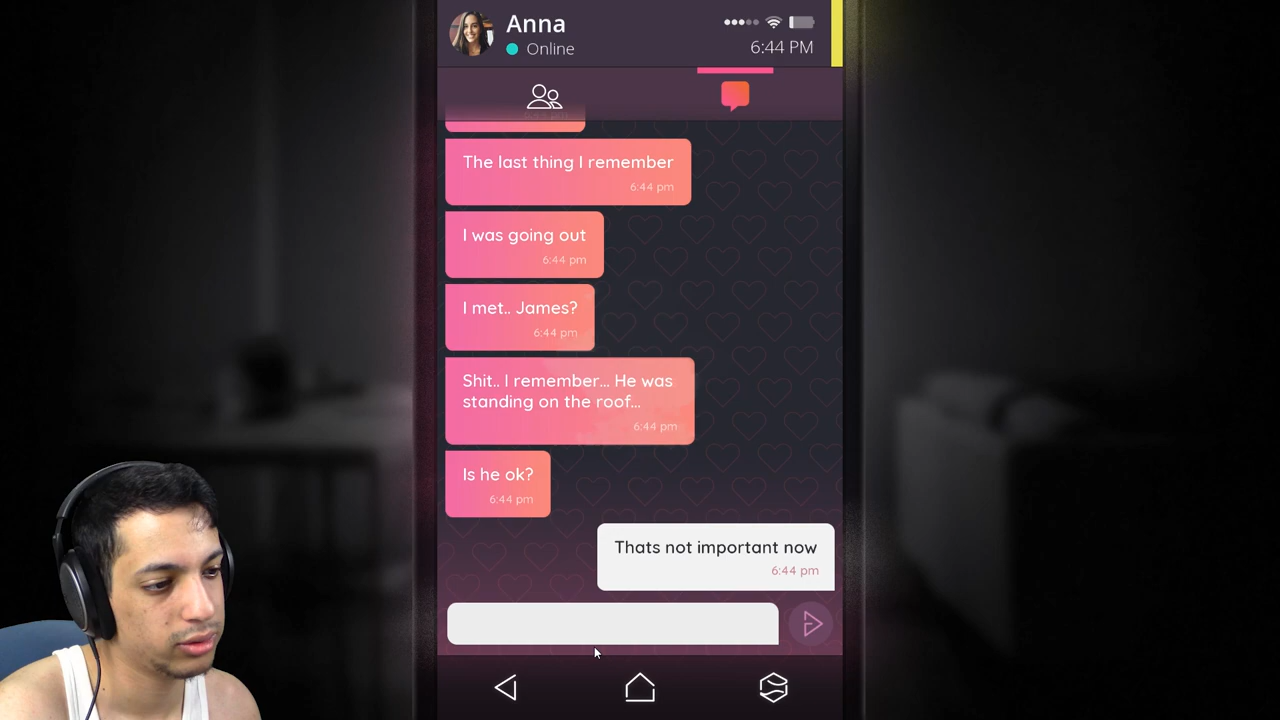 Anna
Online
6:44 PM
The last thing I remember
6:44 pm
I was going out
6:44 pm
I met.. James?
6:44 pm
Shit.. I remember... He was
standing on the roof...
6:44 pm
Is he ok?
6:44 pm
Thats not important now
6:44 pm